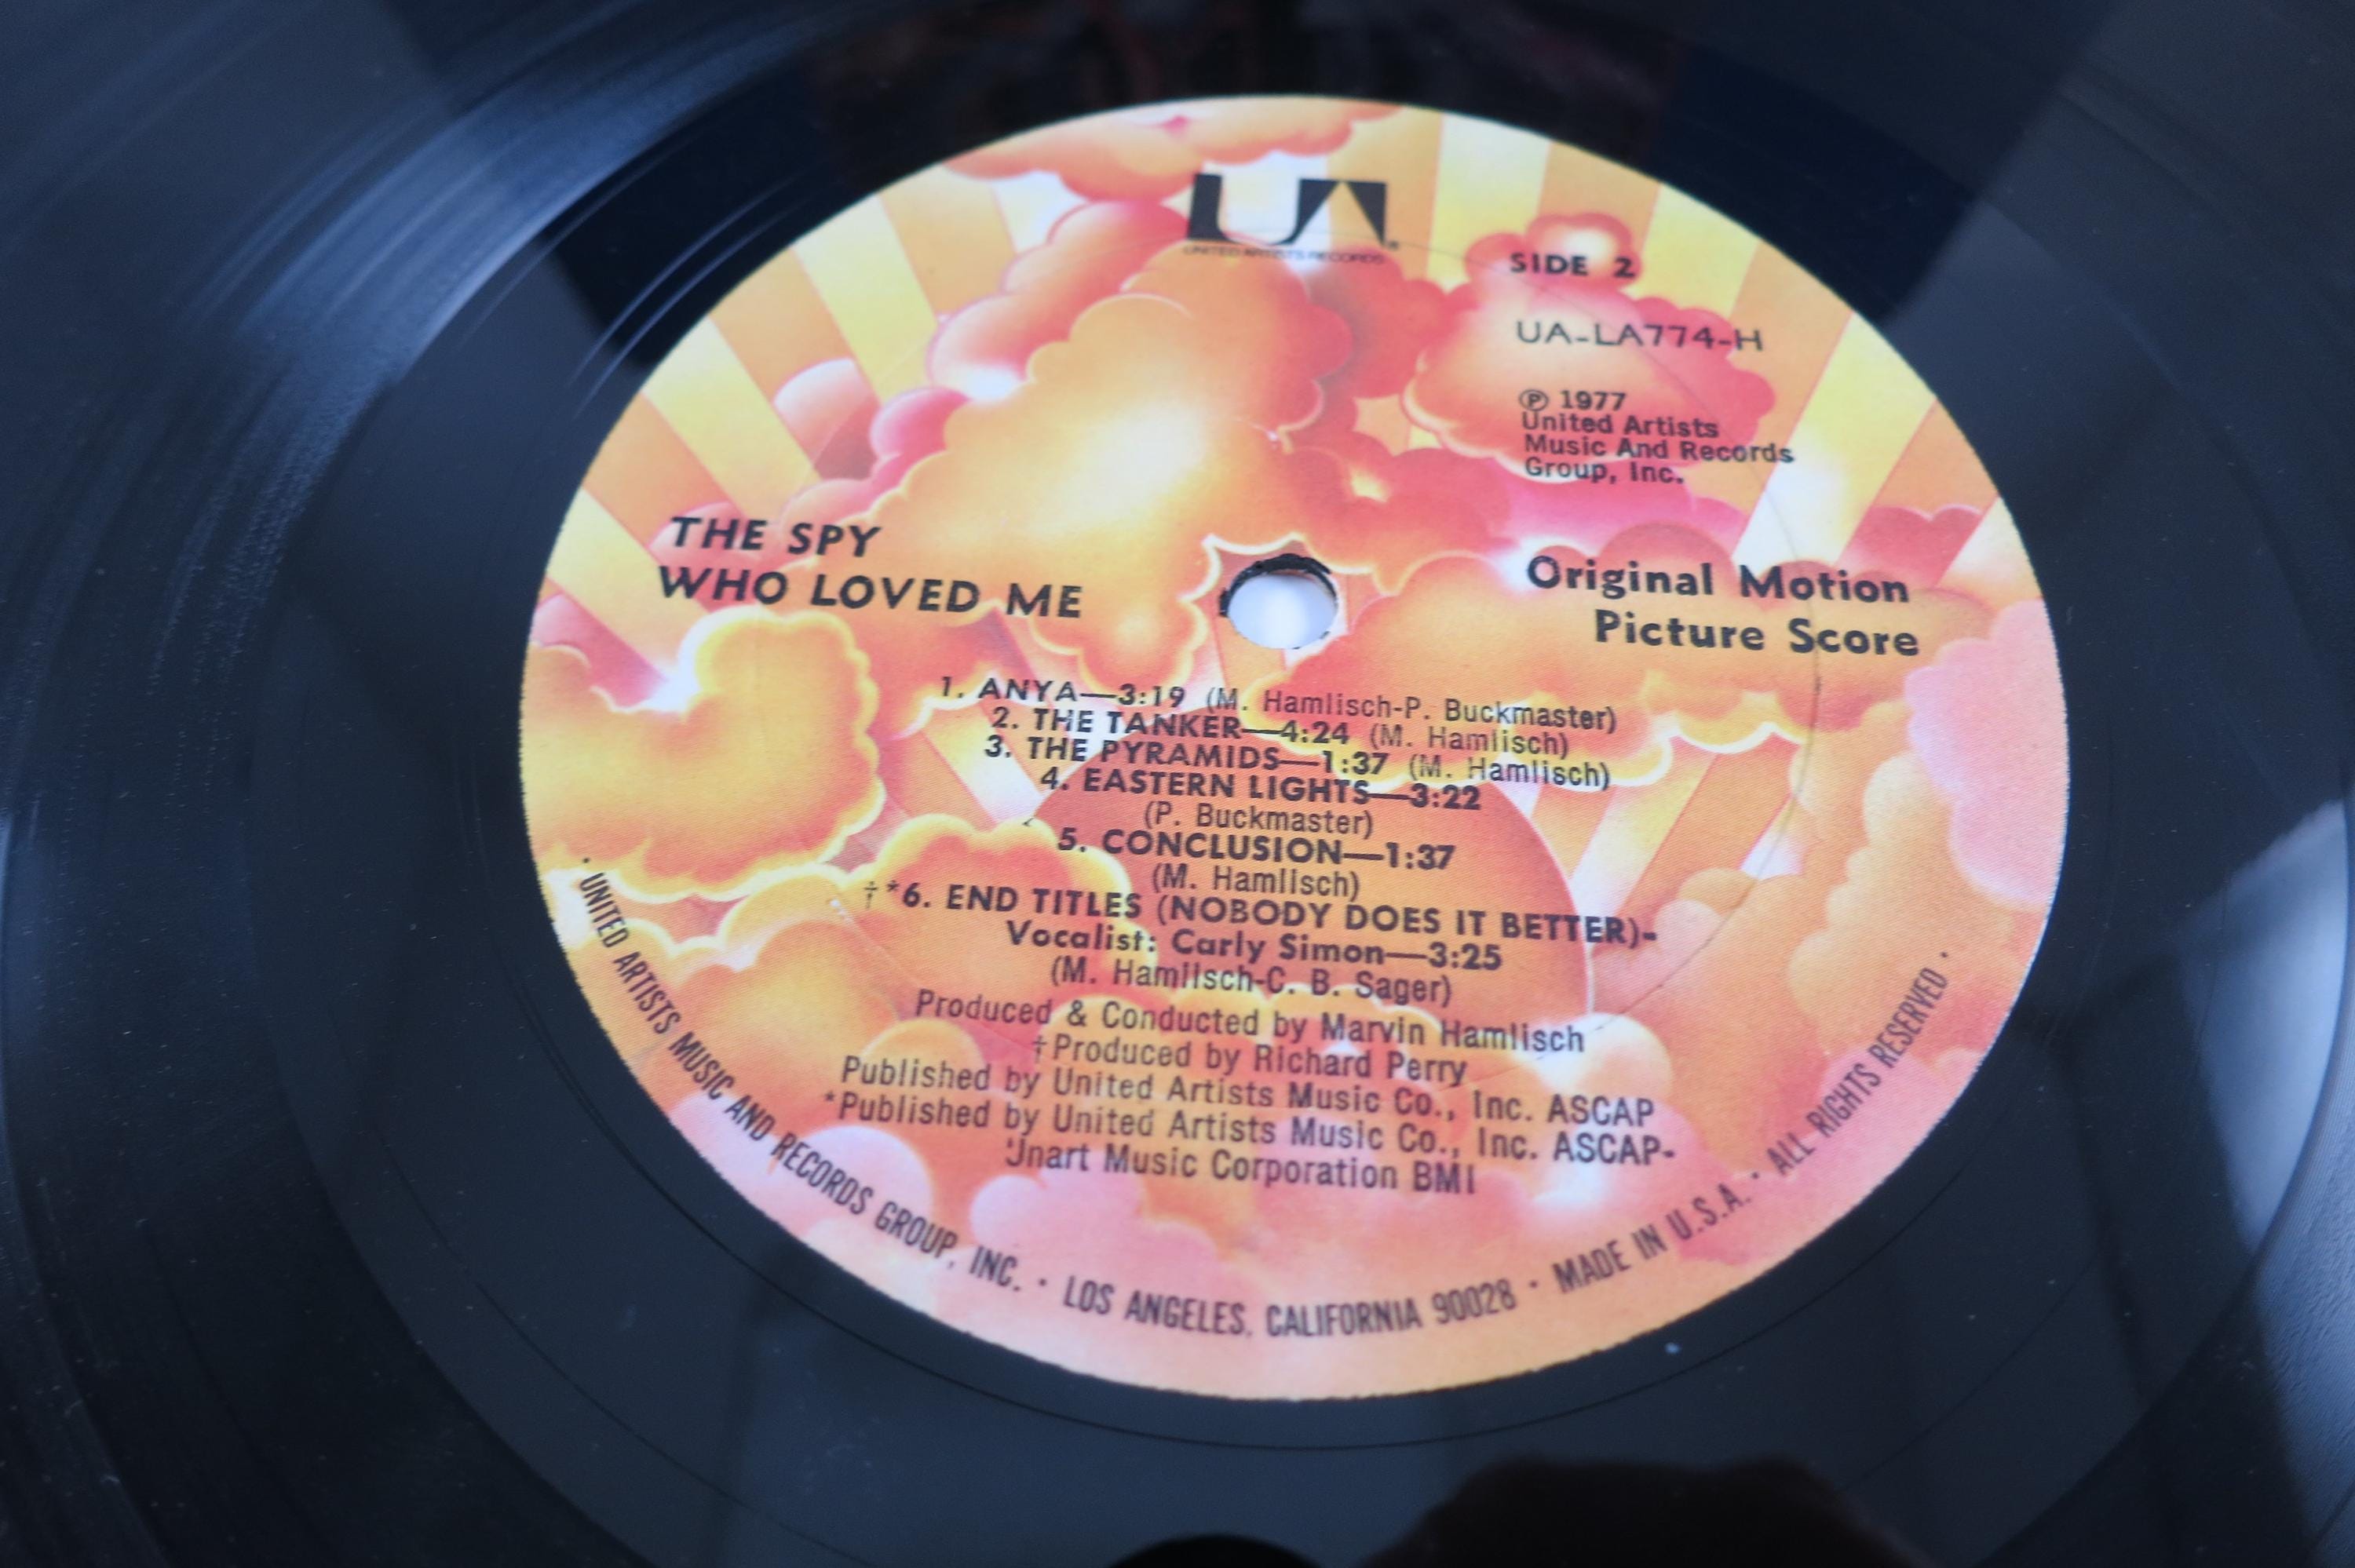 UA®
UNITED ARTISTS RECORDS
SIDE 2
UA-LA774-H
℗ 1977
United Artists
Music And Records
Group, Inc.
THE SPY
WHO LOVED ME
Original Motion
Picture Score
1. ANYA—3:19 (M. Hamlisch-P. Buckmaster)
2. THE TANKER—4:24 (M. Hamlisch)
3. THE PYRAMIDS—1:37 (M. Hamlisch)
4. EASTERN LIGHTS—3:22
(P. Buckmaster)
5. CONCLUSION—1:37
(M. Hamlisch)
†*6. END TITLES (NOBODY DOES IT BETTER)-
Vocalist: Carly Simon—3:25
(M. Hamlisch-C. B. Sager)
Produced & Conducted by Marvin Hamlisch
†Produced by Richard Perry
Published by United Artists Music Co., Inc. ASCAP
*Published by United Artists Music Co., Inc. ASCAP-
Unart Music Corporation BMI
· UNITED ARTISTS MUSIC AND RECORDS GROUP, INC. · LOS ANGELES, CALIFORNIA 90028 · MADE IN U.S.A. · ALL RIGHTS RESERVED ·